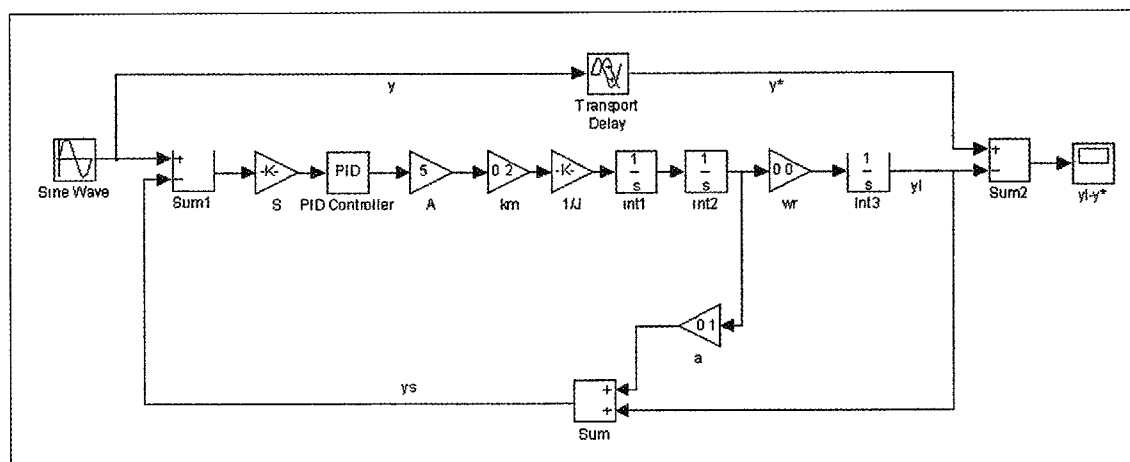 y
y*
Transport
Delay
+
-
Sine Wave
+
-
Sum1
-K-
S
PID
PID Controller
5
A
0 2
km
-K-
1/J
1
s
Int1
1
s
Int2
0 0
wr
1
s
Int3
yl
Sum2
yl-y*
0 1
a
ys
+
+
Sum